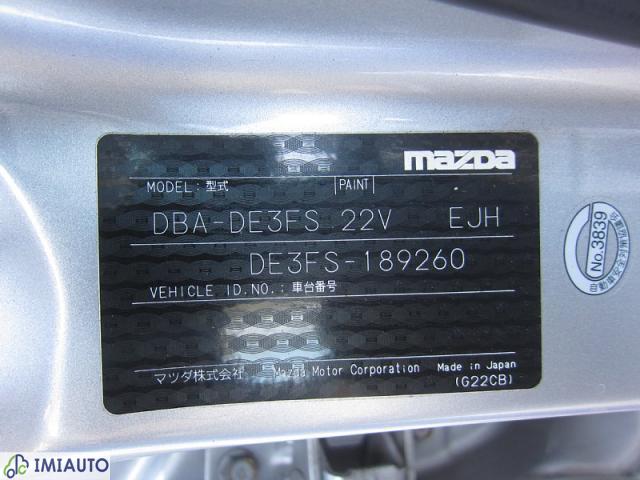 mazda
MODEL: 型式 PAINT
DBA-DE3FS 22V EJH
DE3FS-189260
VEHICLE I.D.NO.: 車台番号
マツダ株式会社 Mazda Motor Corporation Made in Japan
(G22CB)
No.3839
IMIAUTO